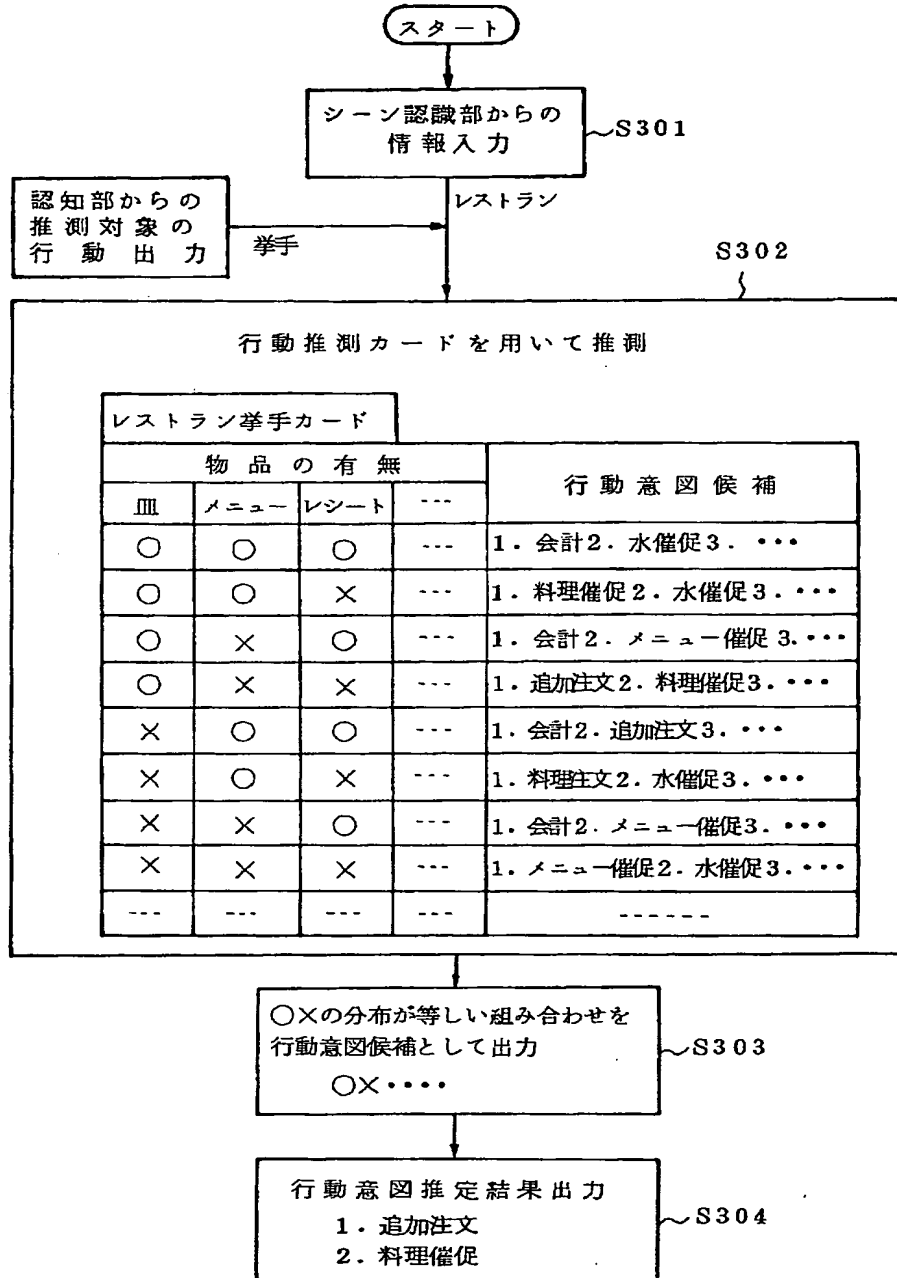 スタート
シーン認識部からの
情報入力
S301
認知部からの
推測対象の
行動出力
挙手
レストラン
S302
行動推測カードを用いて推測
レストラン挙手カード
物品の有無
行動意図候補
皿 メニュー レシート ---
○ ○ ○ --- 1. 会計2. 水催促3. ・・・
○ ○ × --- 1. 料理催促2. 水催促3. ・・・
○ × ○ --- 1. 会計2. メニュー催促3. ・・・
○ × × --- 1. 追加注文2. 料理催促3. ・・・
× ○ ○ --- 1. 会計2. 追加注文3. ・・・
× ○ × --- 1. 料理注文2. 水催促3. ・・・
× × ○ --- 1. 会計2. メニュー催促3. ・・・
× × × --- 1. メニュー催促2. 水催促3. ・・・
--- --- --- --- ------
○×の分布が等しい組み合わせを
行動意図候補として出力
○×・・・・
S303
行動意図推定結果出力
1. 追加注文
2. 料理催促
S304